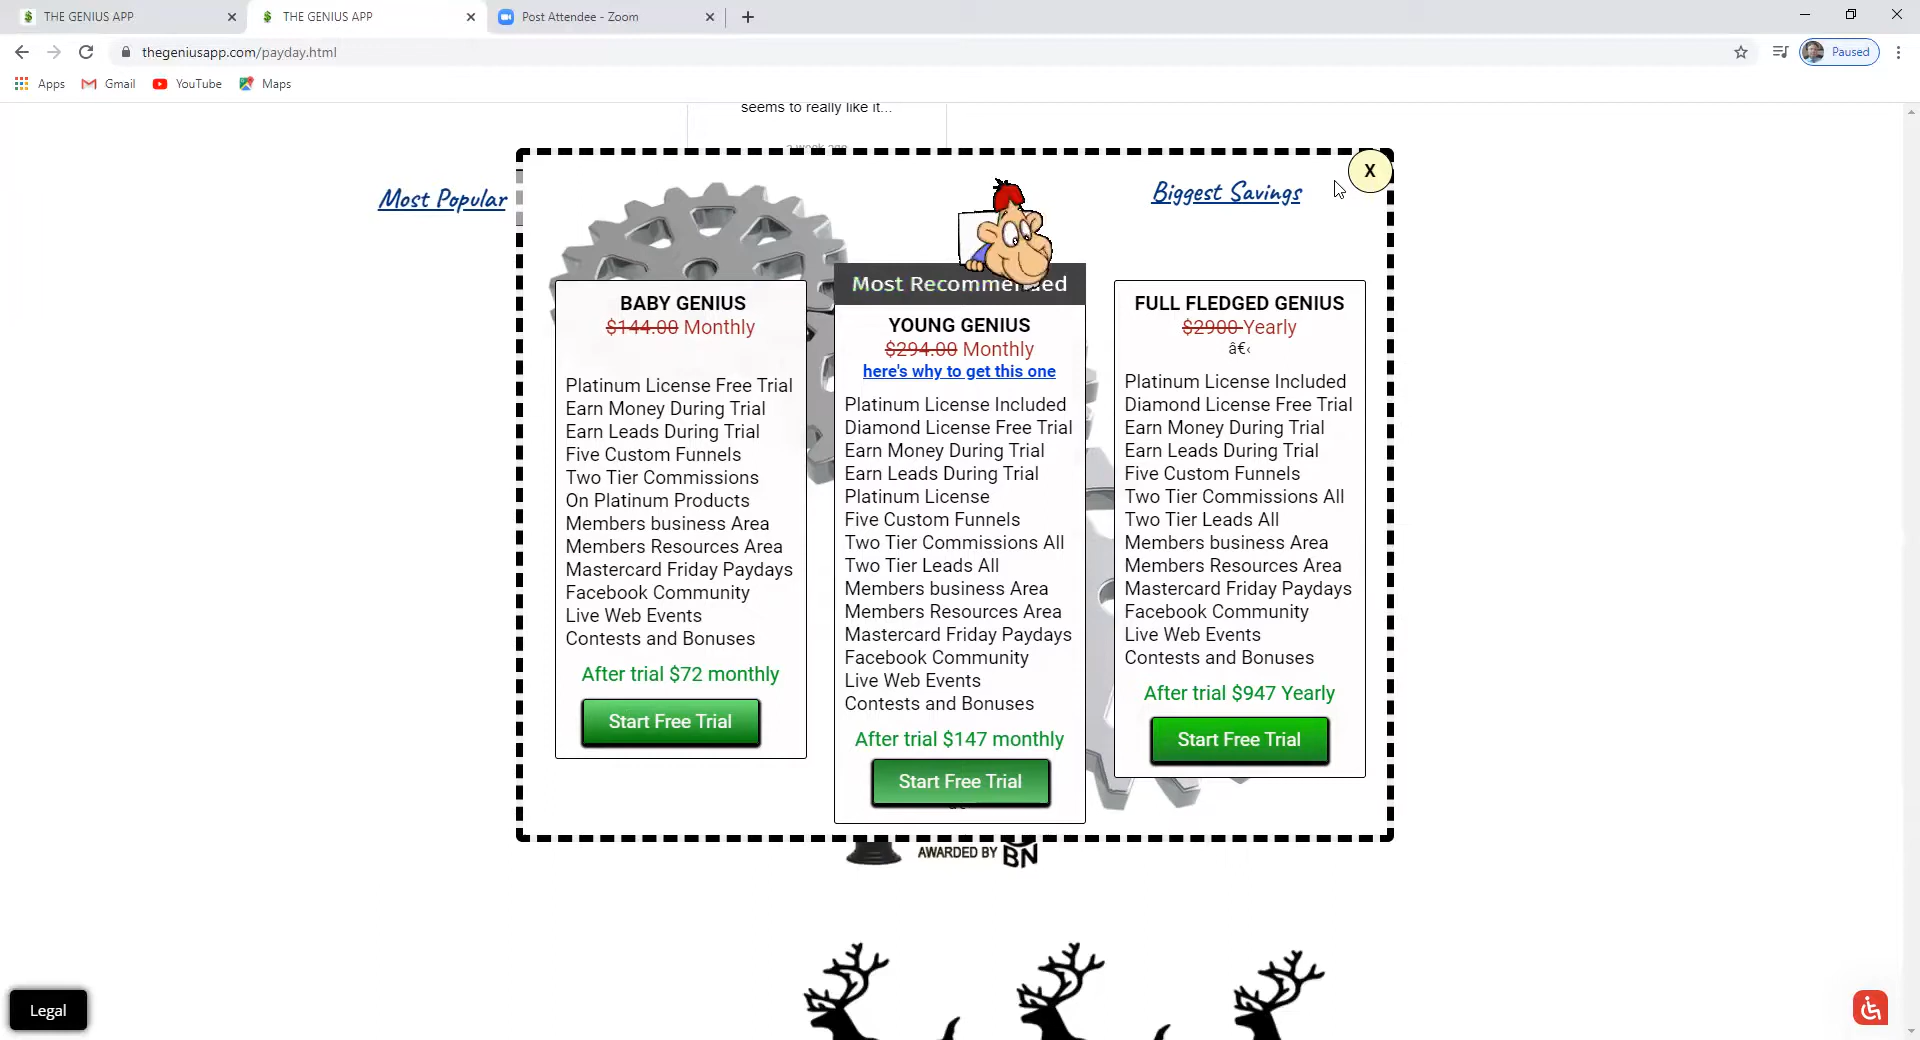 THE GENIUS APP
THE GENIUS APP
Post Attendee - Zoom
thegeniusapp.com/payday.html
Paused
Apps
Gmail
YouTube
Maps
seems to really like it...
a week ago
Most Popular
Biggest Savings
X
BABY GENIUS
$144.00 Monthly
Platinum License Free Trial
Earn Money During Trial
Earn Leads During Trial
Five Custom Funnels
Two Tier Commissions
On Platinum Products
Members business Area
Members Resources Area
Mastercard Friday Paydays
Facebook Community
Live Web Events
Contests and Bonuses
After trial $72 monthly
Start Free Trial
Most Recommended
YOUNG GENIUS
$294.00 Monthly
here's why to get this one
Platinum License Included
Diamond License Free Trial
Earn Money During Trial
Earn Leads During Trial
Platinum License
Five Custom Funnels
Two Tier Commissions All
Two Tier Leads All
Members business Area
Members Resources Area
Mastercard Friday Paydays
Facebook Community
Live Web Events
Contests and Bonuses
After trial $147 monthly
Start Free Trial
FULL FLEDGED GENIUS
$2900 Yearly
â€‹
Platinum License Included
Diamond License Free Trial
Earn Money During Trial
Earn Leads During Trial
Five Custom Funnels
Two Tier Commissions All
Two Tier Leads All
Members business Area
Members Resources Area
Mastercard Friday Paydays
Facebook Community
Live Web Events
Contests and Bonuses
After trial $947 Yearly
Start Free Trial
AWARDED BY BN
Legal